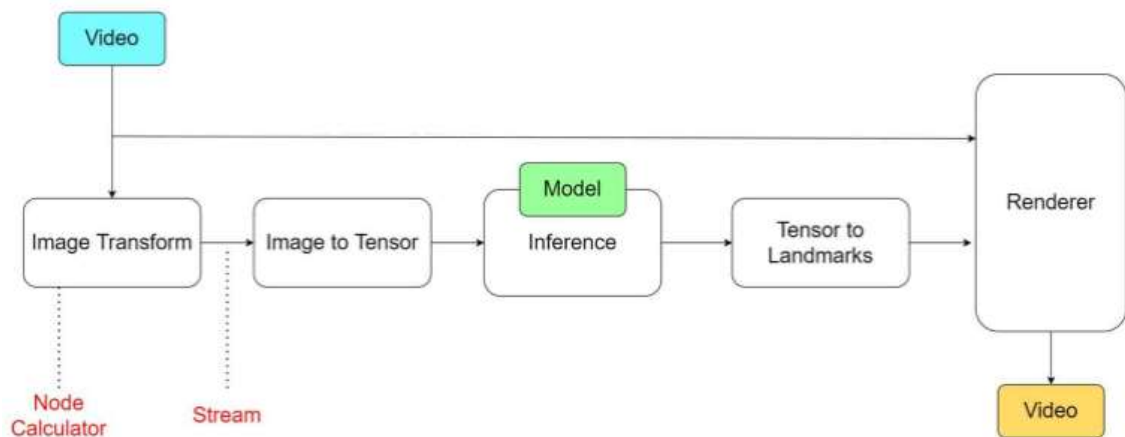 Video
Model
Renderer
Image Transform
Image to Tensor
Inference
Tensor to
Landmarks
Node
Calculator
Stream
Video